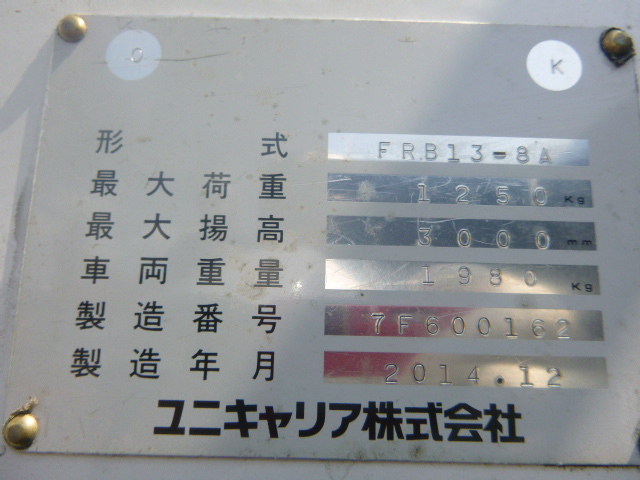 O K
形式 FRB13-8A
最大荷重 1250 Kg
最大揚高 3000 mm
車両重量 1980 Kg
製造番号 7F600162
製造年月 2014.12
ユニキャリア株式会社